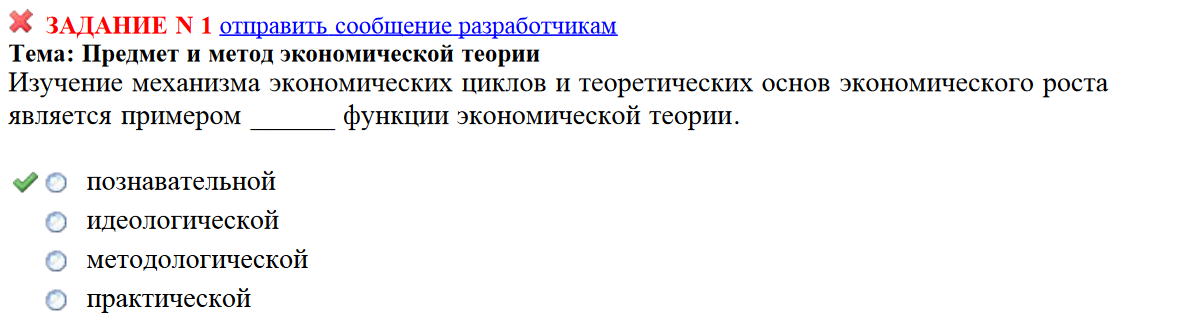 ЗАДАНИЕ N 1 отправить сообщение разработчикам
Тема: Предмет и метод экономической теории
Изучение механизма экономических циклов и теоретических основ экономического роста
является примером ______ функции экономической теории.
познавательной
идеологической
методологической
практической